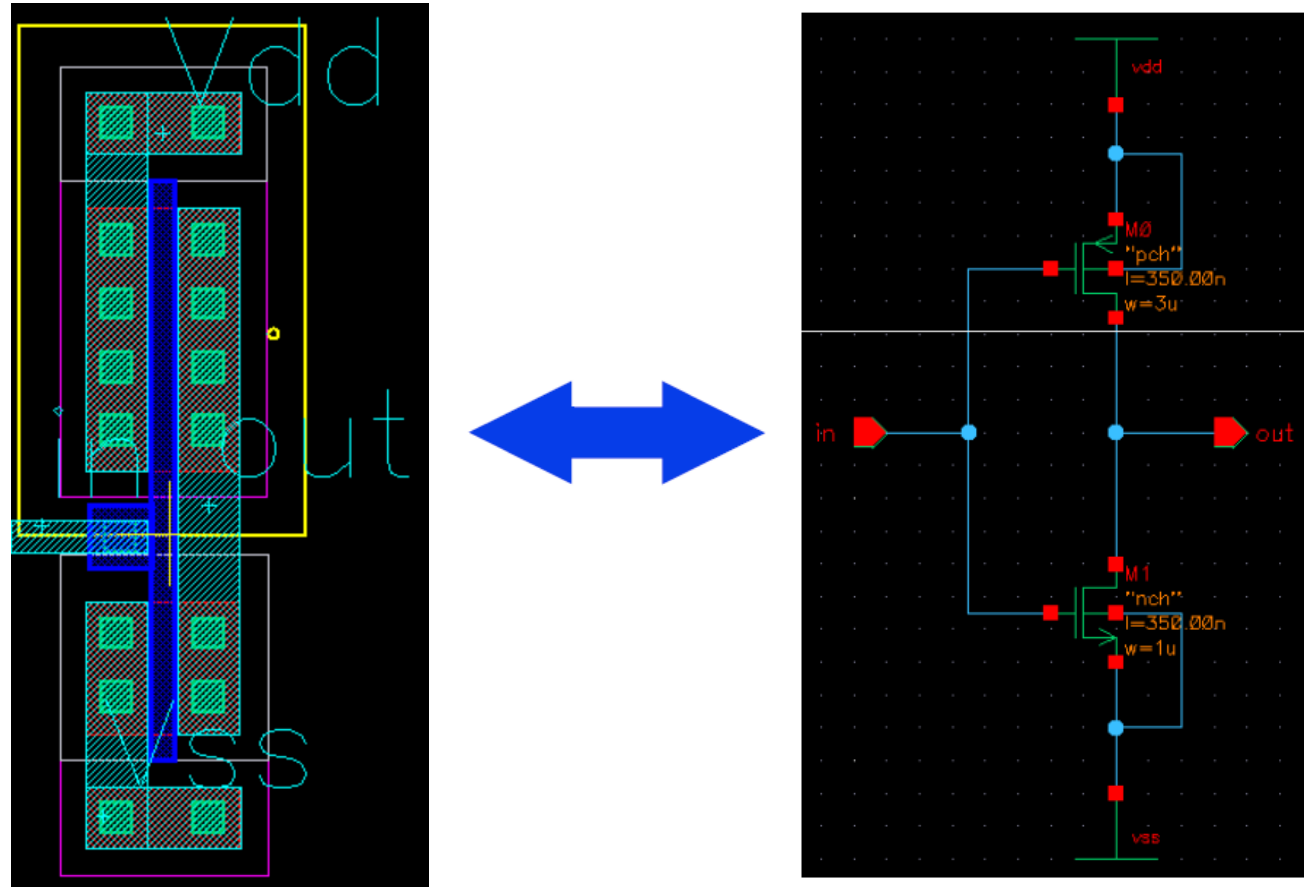 Vdd
in
out
Vss
vdd
M0
"pch"
l=350.00n
w=3u
in
out
M1
"nch"
l=350.00n
w=1u
vss